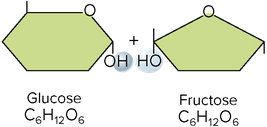 O O
+
OH HO
Glucose Fructose
C₆H₁₂O₆ C₆H₁₂O₆